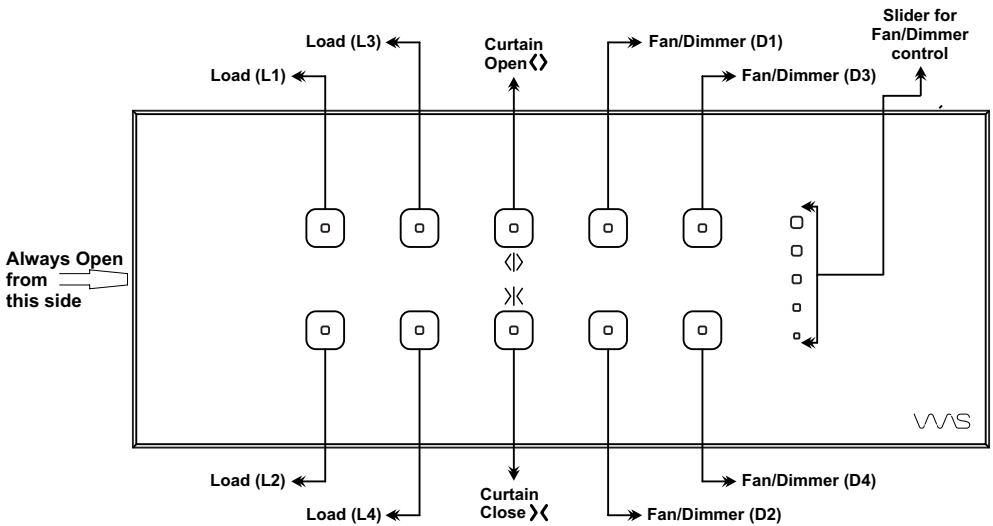 Slider for
Fan/Dimmer
control
Load (L3)
Curtain
Open
Fan/Dimmer (D1)
Load (L1)
Fan/Dimmer (D3)
Always Open
from
this side
Load (L2)
Fan/Dimmer (D4)
Curtain
Close
Load (L4)
Fan/Dimmer (D2)